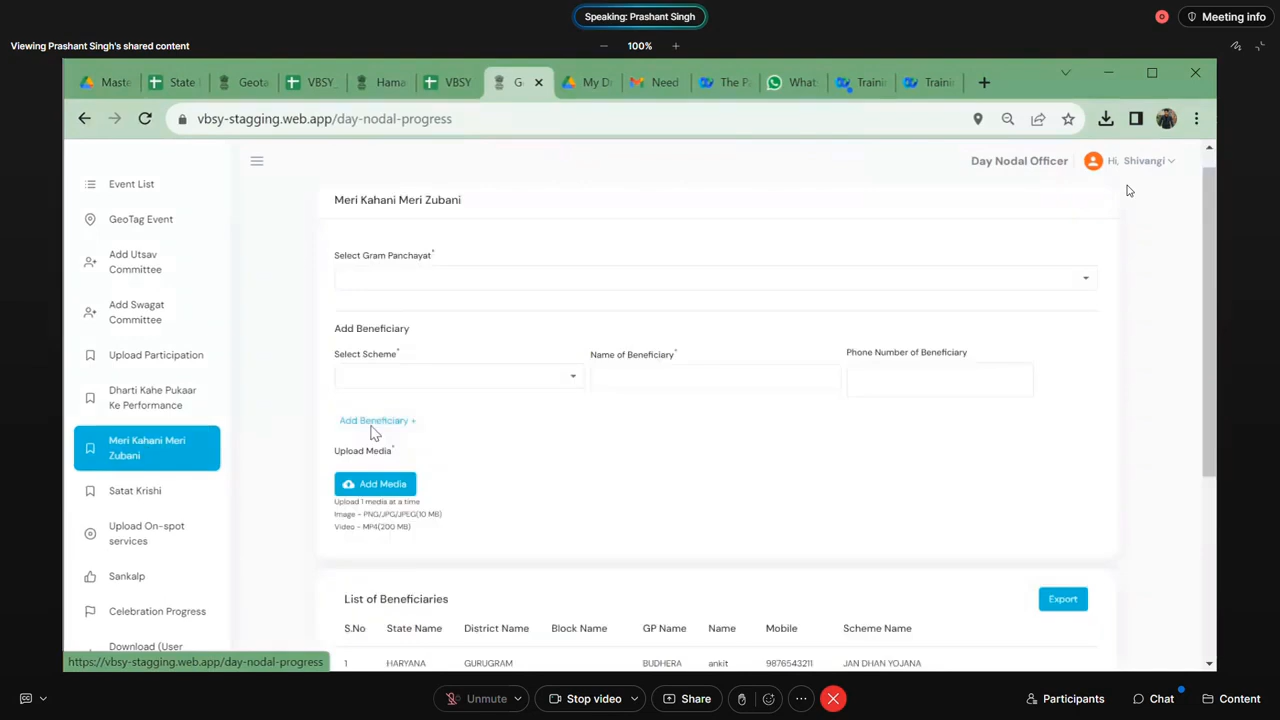 Speaking: Prashant Singh
Meeting info
Viewing Prashant Singh's shared content
100%
Maste
State
Geota
VBSY_
Hama
VBSY
G
My Dr
Need
The Pa
What
Trainin
Trainin
vbsy-stagging.web.app/day-nodal-progress
Day Nodal Officer
Hi, Shivangi
Event List
GeoTag Event
Add Utsav
Committee
Add Swagat
Committee
Upload Participation
Dharti Kahe Pukaar
Ke Performance
Meri Kahani Meri
Zubani
Satat Krishi
Upload On-spot
services
Sankalp
Celebration Progress
Download (User
Meri Kahani Meri Zubani
Select Gram Panchayat*
Add Beneficiary
Select Scheme*
Name of Beneficiary*
Phone Number of Beneficiary
Add Beneficiary +
Upload Media*
Add Media
Upload 1 media at a time
Image - PNG/JPG/JPEG(10 MB)
Video - MP4(200 MB)
List of Beneficiaries
Export
S.No State Name District Name Block Name GP Name Name Mobile Scheme Name
1 HARYANA GURUGRAM BUDHERA ankit 9876543211 JAN DHAN YOJANA
https://vbsy-stagging.web.app/day-nodal-progress
Unmute
Stop video
Share
Participants
Chat
Content